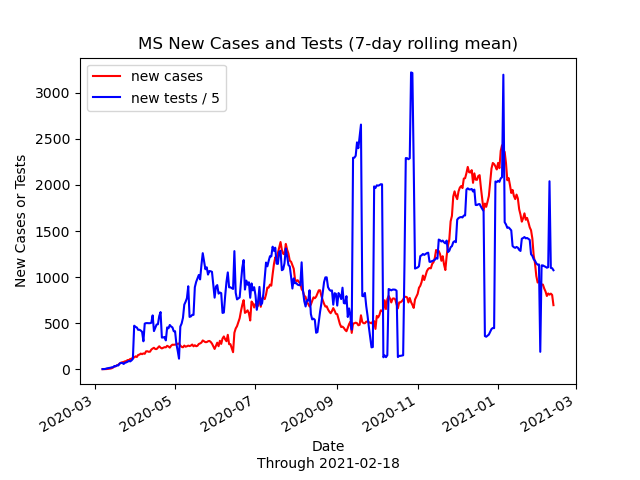 MS New Cases and Tests (7-day rolling mean)
new cases
new tests / 5
New Cases or Tests
3000
2500
2000
1500
1000
500
0
2020-03
2020-05
2020-07
2020-09
2020-11
2021-01
2021-03
Date
Through 2021-02-18